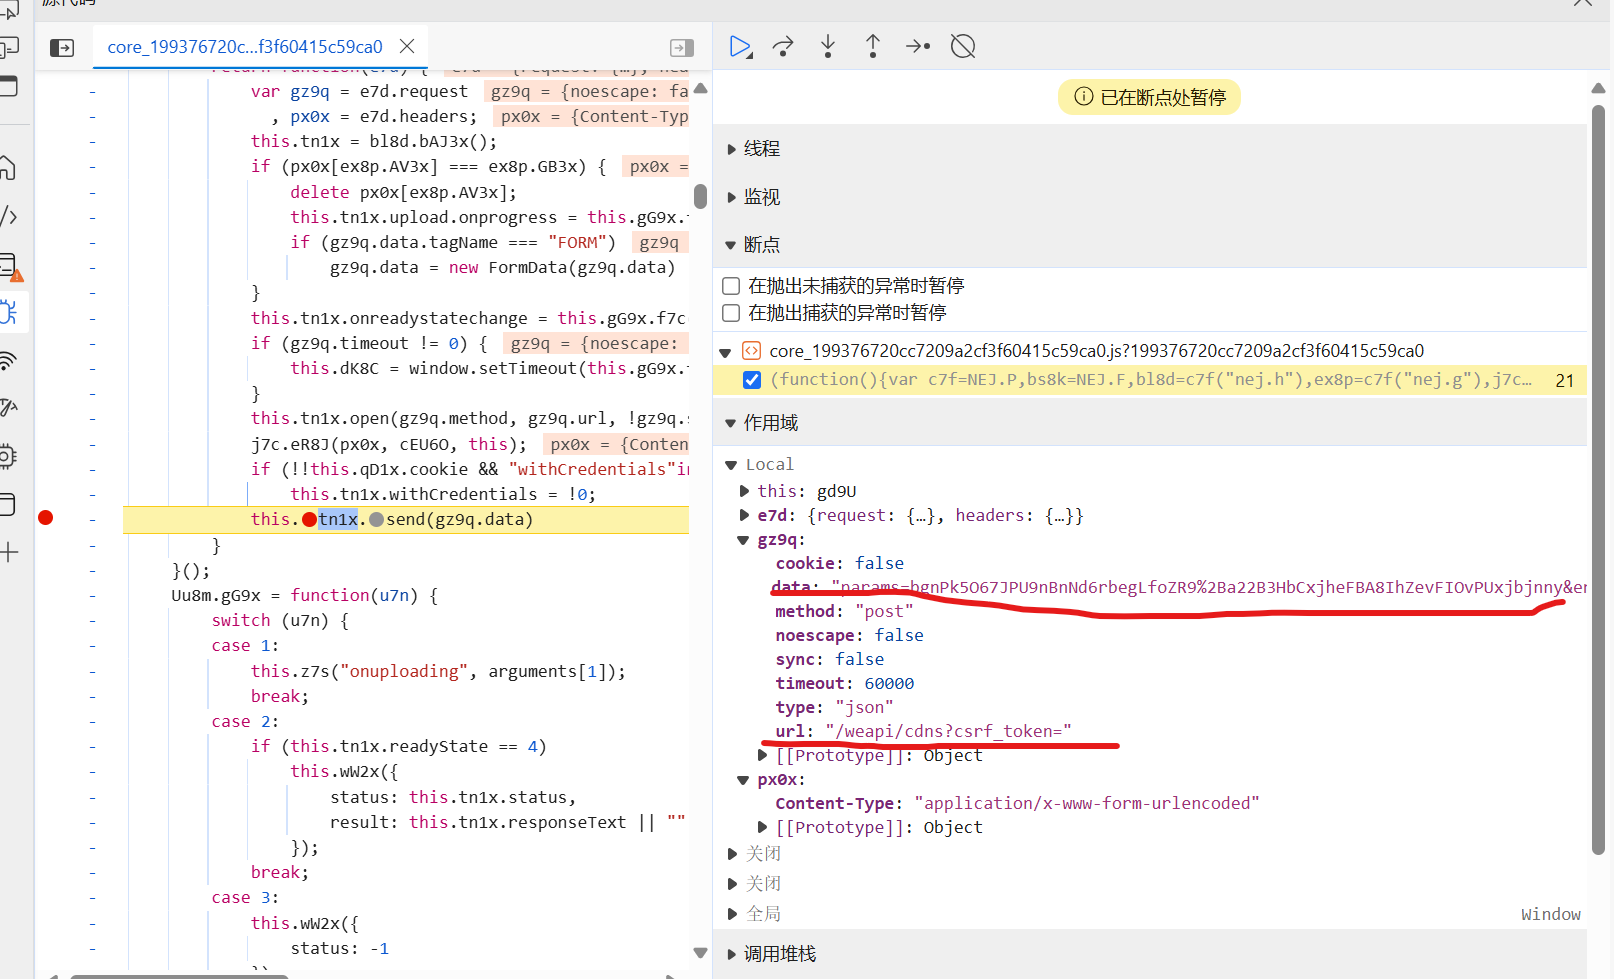 源代码
core_199376720c...f3f60415c59ca0
return function(e7d) { e7d = {request: {…}, hea
var gz9q = e7d.request gz9q = {noescape: fa
, px0x = e7d.headers; px0x = {Content-Typ
this.tn1x = bl8d.bAJ3x();
if (px0x[ex8p.AV3x] === ex8p.GB3x) { px0x =
delete px0x[ex8p.AV3x];
this.tn1x.upload.onprogress = this.gG9x.
if (gz9q.data.tagName === "FORM") gz9q
gz9q.data = new FormData(gz9q.data)
}
this.tn1x.onreadystatechange = this.gG9x.f7c
if (gz9q.timeout != 0) { gz9q = {noescape:
this.dK8C = window.setTimeout(this.gG9x.
}
this.tn1x.open(gz9q.method, gz9q.url, !gz9q.
j7c.eR8J(px0x, cEU6O, this); px0x = {Conten
if (!!this.qD1x.cookie && "withCredentials"in
this.tn1x.withCredentials = !0;
this.tn1x.send(gz9q.data)
}
}();
Uu8m.gG9x = function(u7n) {
switch (u7n) {
case 1:
this.z7s("onuploading", arguments[1]);
break;
case 2:
if (this.tn1x.readyState == 4)
this.wW2x({
status: this.tn1x.status,
result: this.tn1x.responseText || ""
});
break;
case 3:
this.wW2x({
status: -1
})
已在断点处暂停
线程
监视
断点
在抛出未捕获的异常时暂停
在抛出捕获的异常时暂停
core_199376720cc7209a2cf3f60415c59ca0.js?199376720cc7209a2cf3f60415c59ca0
(function(){var c7f=NEJ.P,bs8k=NEJ.F,bl8d=c7f("nej.h"),ex8p=c7f("nej.g"),j7c… 21
作用域
Local
this: gd9U
e7d: {request: {…}, headers: {…}}
gz9q:
cookie: false
data: "params=bgnPk5O67JPU9nBnNd6rbegLfoZR9%2Ba22B3HbCxjheFBA8IhZevFIOvPUxjbjnny&en
method: "post"
noescape: false
sync: false
timeout: 60000
type: "json"
url: "/weapi/cdns?csrf_token="
[[Prototype]]: Object
px0x:
Content-Type: "application/x-www-form-urlencoded"
[[Prototype]]: Object
关闭
关闭
全局 Window
调用堆栈